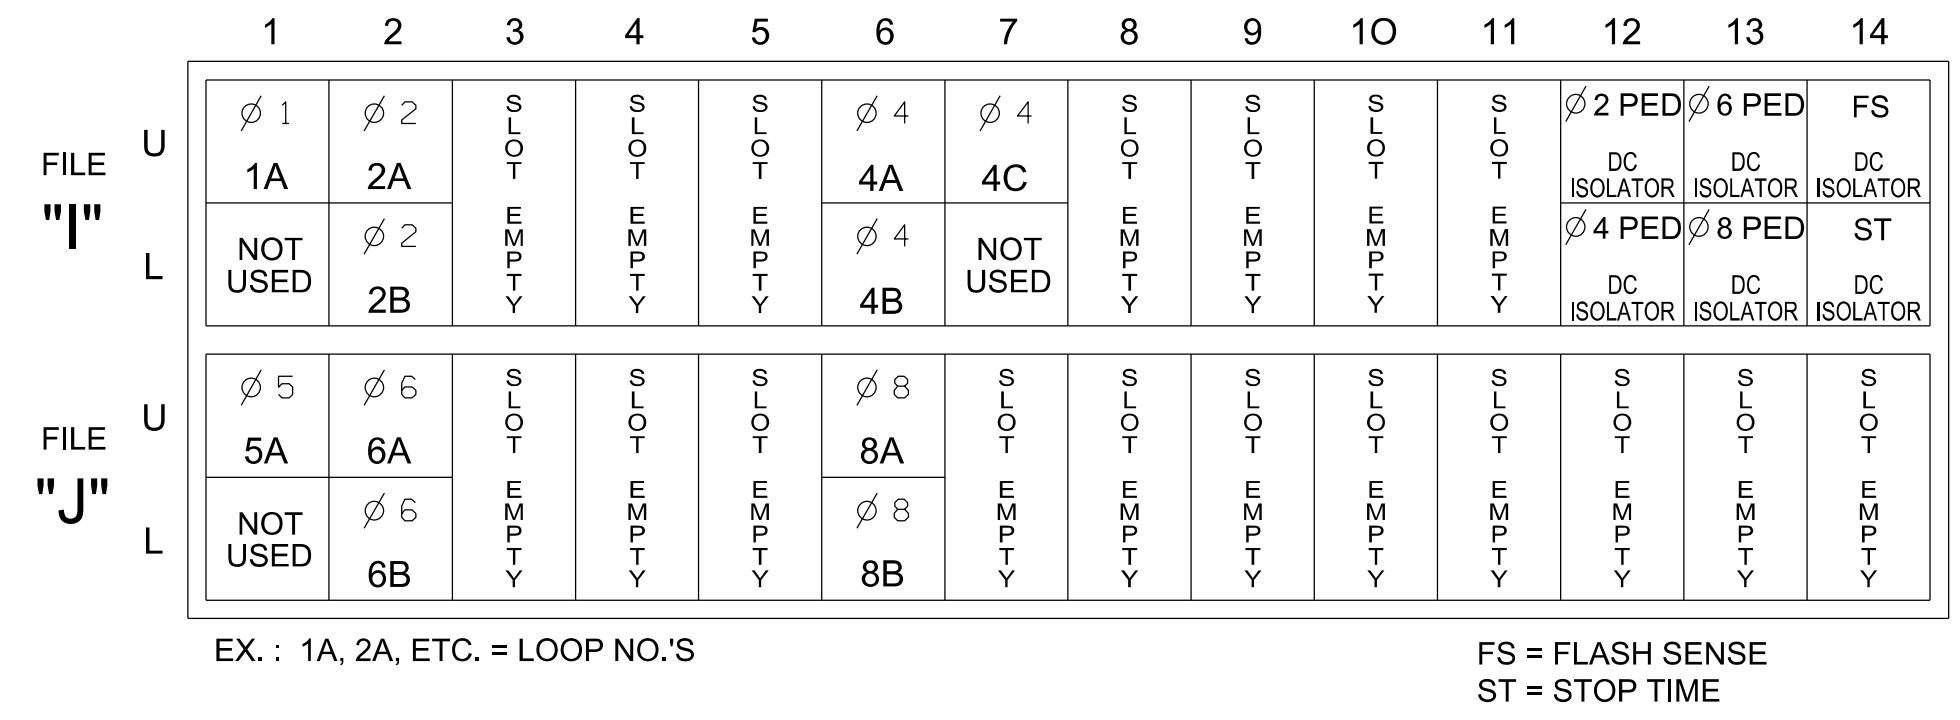 1 2 3 4 5 6 7 8 9 10 11 12 13 14
FILE "I"
U
∅ 1 1A
∅ 2 2A
SLOT EMPTY
SLOT EMPTY
SLOT EMPTY
∅ 4 4A
∅ 4 4C
SLOT EMPTY
SLOT EMPTY
SLOT EMPTY
SLOT EMPTY
∅ 2 PED DC ISOLATOR
∅ 6 PED DC ISOLATOR
FS DC ISOLATOR
L
NOT USED
∅ 2 2B
∅ 4 4B
NOT USED
∅ 4 PED DC ISOLATOR
∅ 8 PED DC ISOLATOR
ST DC ISOLATOR
FILE "J"
U
∅ 5 5A
∅ 6 6A
SLOT EMPTY
SLOT EMPTY
SLOT EMPTY
∅ 8 8A
SLOT EMPTY
SLOT EMPTY
SLOT EMPTY
SLOT EMPTY
SLOT EMPTY
SLOT EMPTY
SLOT EMPTY
SLOT EMPTY
L
NOT USED
∅ 6 6B
∅ 8 8B
EX. : 1A, 2A, ETC. = LOOP NO.'S
FS = FLASH SENSE
ST = STOP TIME